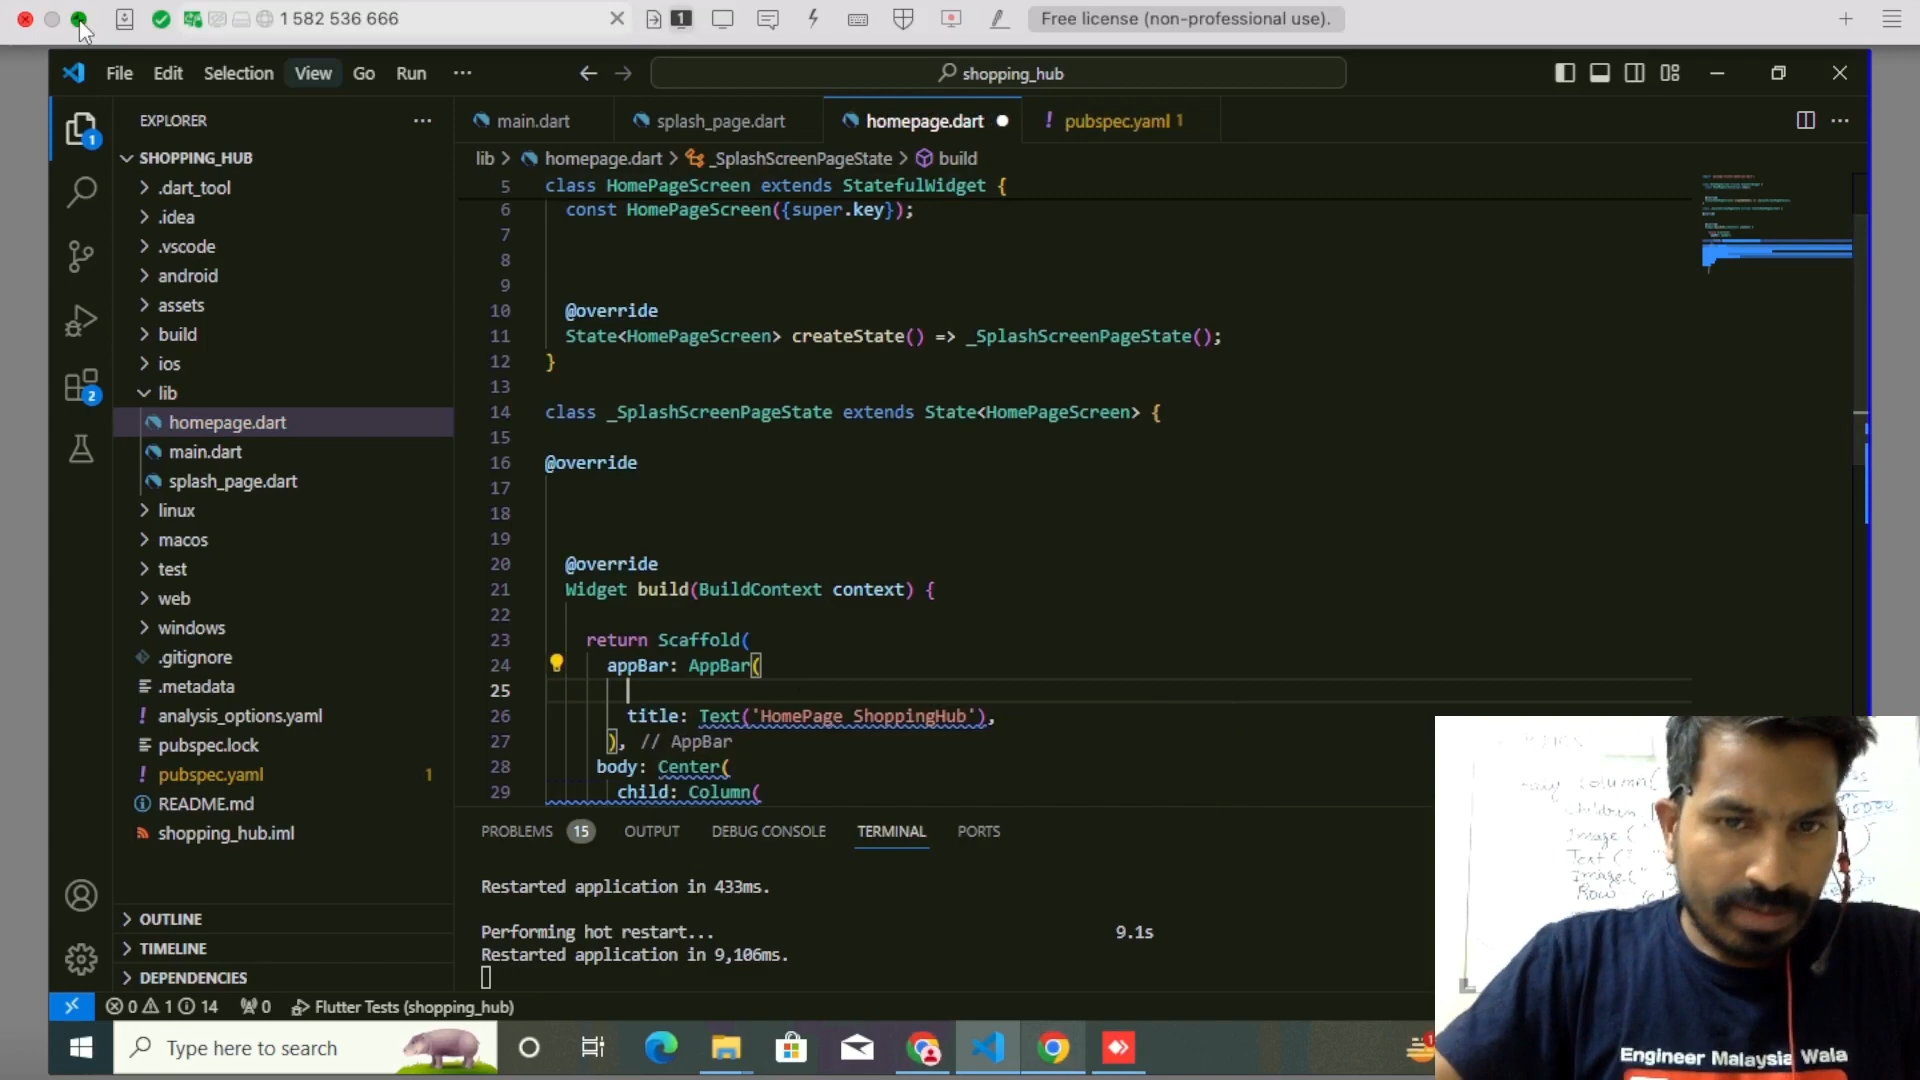 1 582 536 666
1
Free license (non-professional use).
File Edit Selection View Go Run
shopping_hub
1
EXPLORER
main.dart
splash_page.dart
homepage.dart
! pubspec.yaml 1
lib > homepage.dart > _SplashScreenPageState > build
SHOPPING_HUB
.dart_tool
.idea
.vscode
android
assets
build
ios
lib
homepage.dart
main.dart
splash_page.dart
linux
macos
test
web
windows
.gitignore
.metadata
! analysis_options.yaml
pubspec.lock
! pubspec.yaml 1
README.md
shopping_hub.iml
2
OUTLINE
TIMELINE
DEPENDENCIES
5 class HomePageScreen extends StatefulWidget {
6 const HomePageScreen({super.key});
7
8
9
10 @override
11 State<HomePageScreen> createState() => _SplashScreenPageState();
12 }
13
14 class _SplashScreenPageState extends State<HomePageScreen> {
15
16 @override
17
18
19
20 @override
21 Widget build(BuildContext context) {
22
23 return Scaffold(
24 appBar: AppBar(
25
26 title: Text('HomePage ShoppingHub'),
27 ), // AppBar
28 body: Center(
29 child: Column(
PROBLEMS 15 OUTPUT DEBUG CONSOLE TERMINAL PORTS
Restarted application in 433ms.
Performing hot restart... 9.1s
Restarted application in 9,106ms.
0 1 14 0 Flutter Tests (shopping_hub)
Type here to search
1
Column(
Image("
Row
Engineer Malaysia Wala